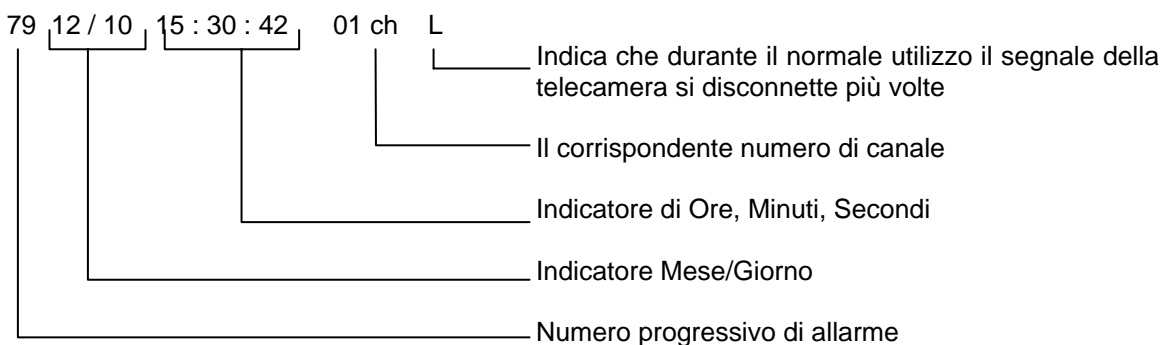 79 12 / 10 15 : 30 : 42 01 ch L
Indica che durante il normale utilizzo il segnale della
telecamera si disconnette più volte
Il corrispondente numero di canale
Indicatore di Ore, Minuti, Secondi
Indicatore Mese/Giorno
Numero progressivo di allarme